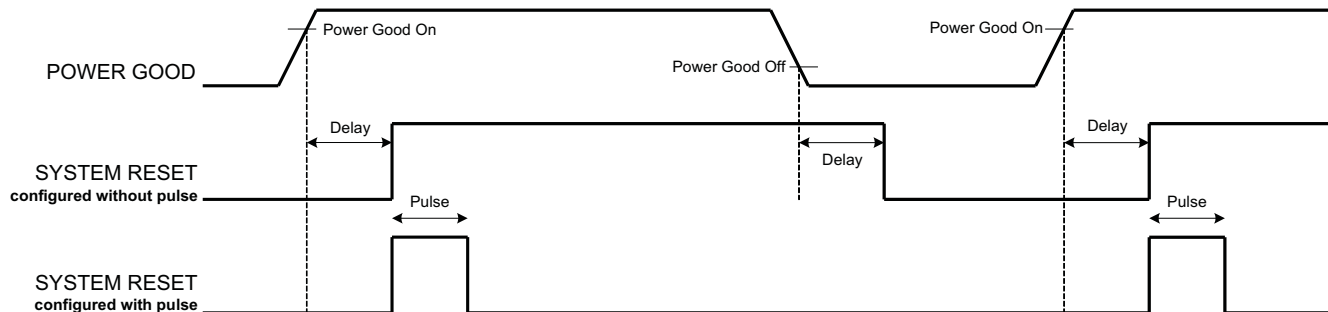 Power Good On
Power Good On
POWER GOOD
Power Good Off
Delay
Delay
Delay
SYSTEM RESET
configured without pulse
Pulse
Pulse
SYSTEM RESET
configured with pulse